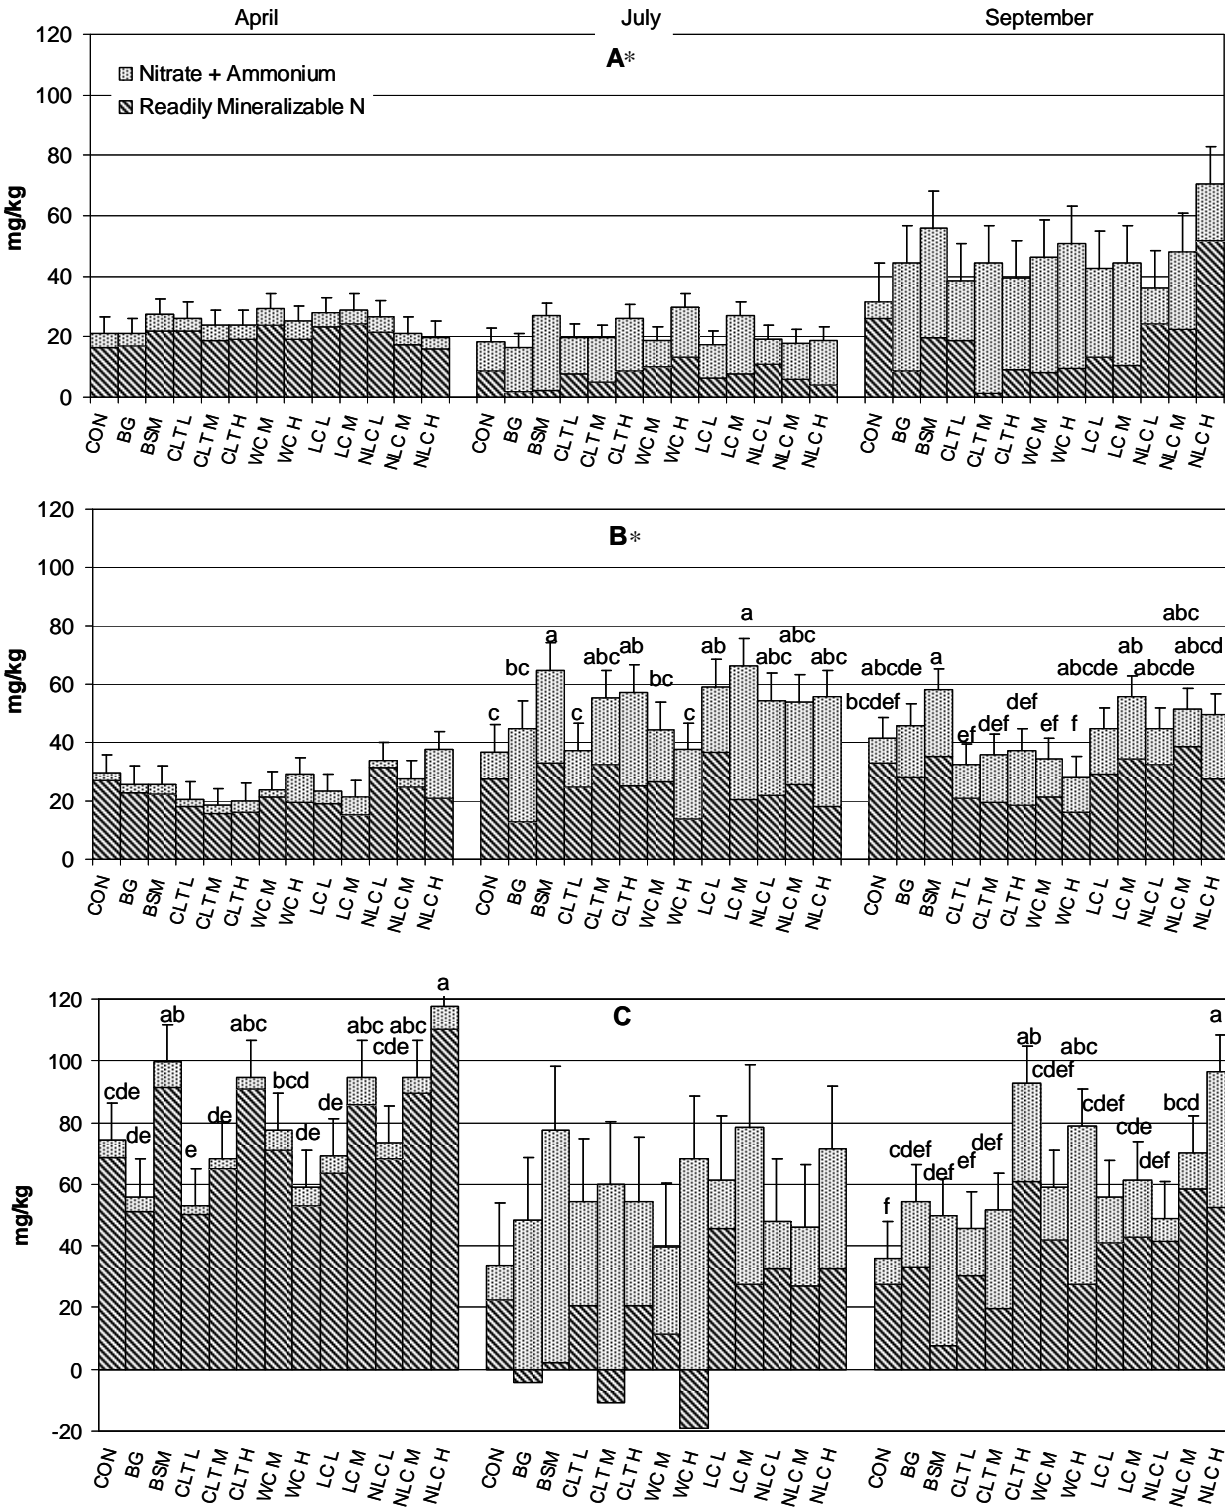 April July September
120
A*
Nitrate + Ammonium
100
Readily Mineralizable N
80
60
40
20
0
mg/kg
CON BG BSM CLT L CLT M CLT H WC M WC H LC L LC M NLC L NLC M NLC H CON BG BSM CLT L CLT M CLT H WC M WC H LC L LC M NLC L NLC M NLC H CON BG BSM CLT L CLT M CLT H WC M WC H LC L LC M NLC L NLC M NLC H
120
B*
100
80
60
40
20
0
mg/kg
c bc a c abc ab bc c ab a abc abc abc
bcdef abcde a ef def def ef f abcde ab abcde abc abcd
CON BG BSM CLT L CLT M CLT H WC M WC H LC L LC M NLC L NLC M NLC H CON BG BSM CLT L CLT M CLT H WC M WC H LC L LC M NLC L NLC M NLC H CON BG BSM CLT L CLT M CLT H WC M WC H LC L LC M NLC L NLC M NLC H
120
C
100
80
60
40
20
0
-20
mg/kg
cde de ab e de abc bcd de de abc cde abc a
f cdef def ef def ab cdef abc cdef cde def bcd a
CON BG BSM CLT L CLT M CLT H WC M WC H LC L LC M NLC L NLC M NLC H CON BG BSM CLT L CLT M CLT H WC M WC H LC L LC M NLC L NLC M NLC H CON BG BSM CLT L CLT M CLT H WC M WC H LC L LC M NLC L NLC M NLC H